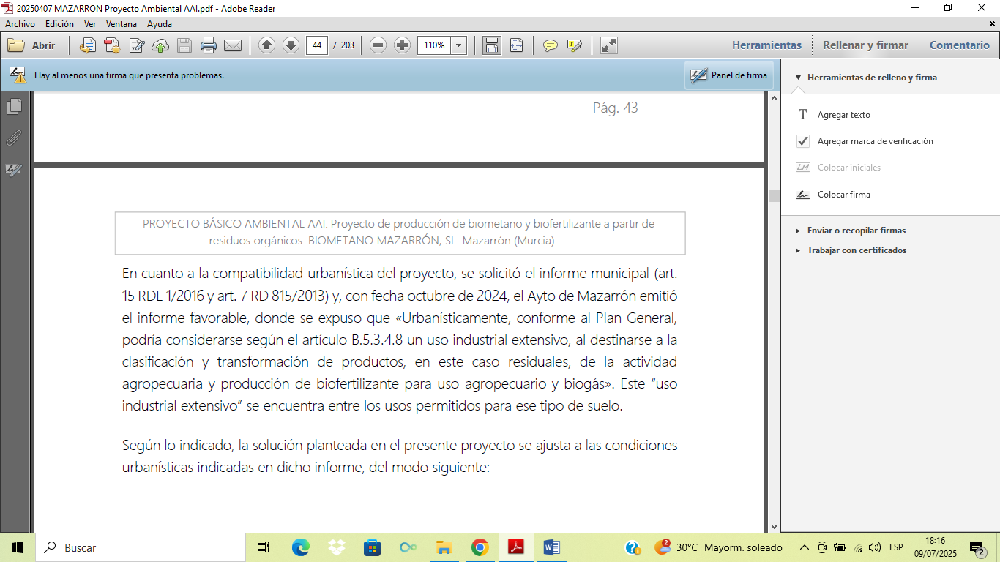 20250407 MAZARRON Proyecto Ambiental AAI.pdf - Adobe Reader
Archivo Edición Ver Ventana Ayuda
Abrir 44 / 203 110% Herramientas Rellenar y firmar Comentario
Hay al menos una firma que presenta problemas. Panel de firma
Herramientas de relleno y firma
T Agregar texto
Agregar marca de verificación
LM Colocar iniciales
Colocar firma
Enviar o recopilar firmas
Trabajar con certificados
Pág. 43
PROYECTO BÁSICO AMBIENTAL AAI. Proyecto de producción de biometano y biofertilizante a partir de
residuos orgánicos. BIOMETANO MAZARRÓN, SL. Mazarrón (Murcia)
En cuanto a la compatibilidad urbanística del proyecto, se solicitó el informe municipal (art.
15 RDL 1/2016 y art. 7 RD 815/2013) y, con fecha octubre de 2024, el Ayto de Mazarrón emitió
el informe favorable, donde se expuso que «Urbanísticamente, conforme al Plan General,
podría considerarse según el artículo B.5.3.4.8 un uso industrial extensivo, al destinarse a la
clasificación y transformación de productos, en este caso residuales, de la actividad
agropecuaria y producción de biofertilizante para uso agropecuario y biogás». Este “uso
industrial extensivo” se encuentra entre los usos permitidos para ese tipo de suelo.
Según lo indicado, la solución planteada en el presente proyecto se ajusta a las condiciones
urbanísticas indicadas en dicho informe, del modo siguiente:
Buscar 2 30°C Mayorm. soleado ESP 18:16
09/07/2025 2